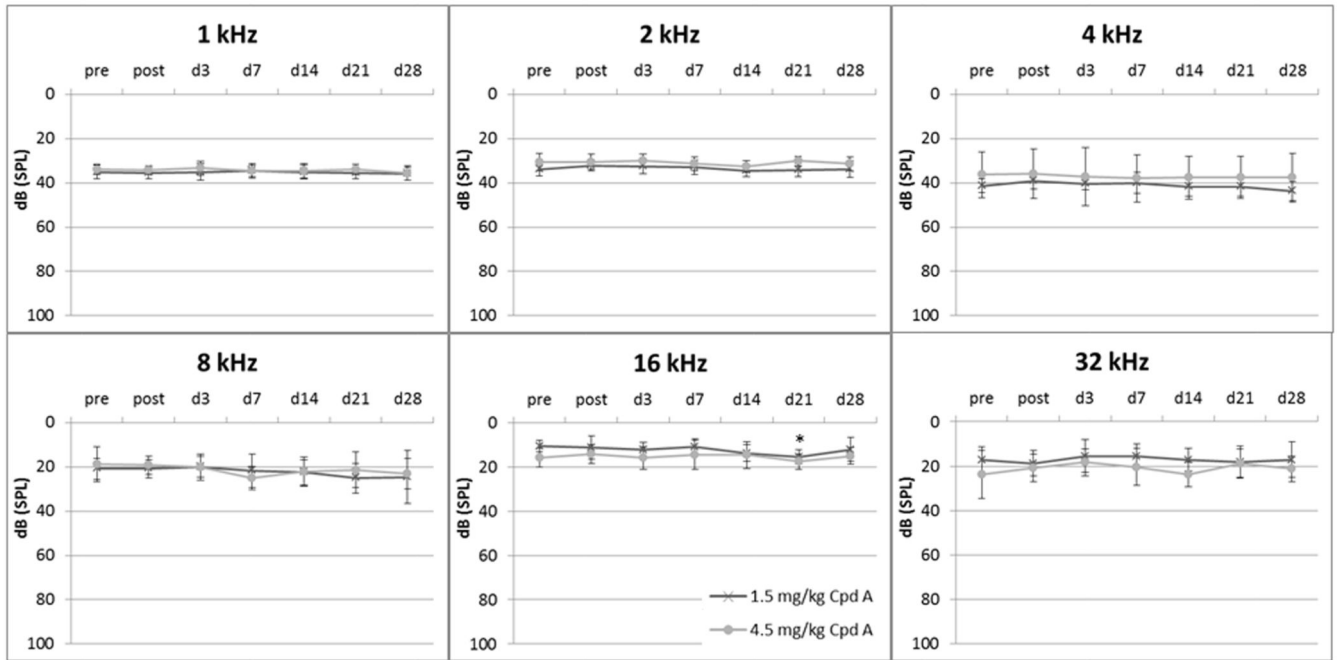 1 kHz
pre post d3 d7 d14 d21 d28
0
20
40
60
80
100
dB (SPL)
2 kHz
pre post d3 d7 d14 d21 d28
0
20
40
60
80
100
dB (SPL)
4 kHz
pre post d3 d7 d14 d21 d28
0
20
40
60
80
100
dB (SPL)
8 kHz
pre post d3 d7 d14 d21 d28
0
20
40
60
80
100
dB (SPL)
16 kHz
pre post d3 d7 d14 d21 d28
*
0
20
40
60
80
100
dB (SPL)
1.5 mg/kg Cpd A
4.5 mg/kg Cpd A
32 kHz
pre post d3 d7 d14 d21 d28
0
20
40
60
80
100
dB (SPL)